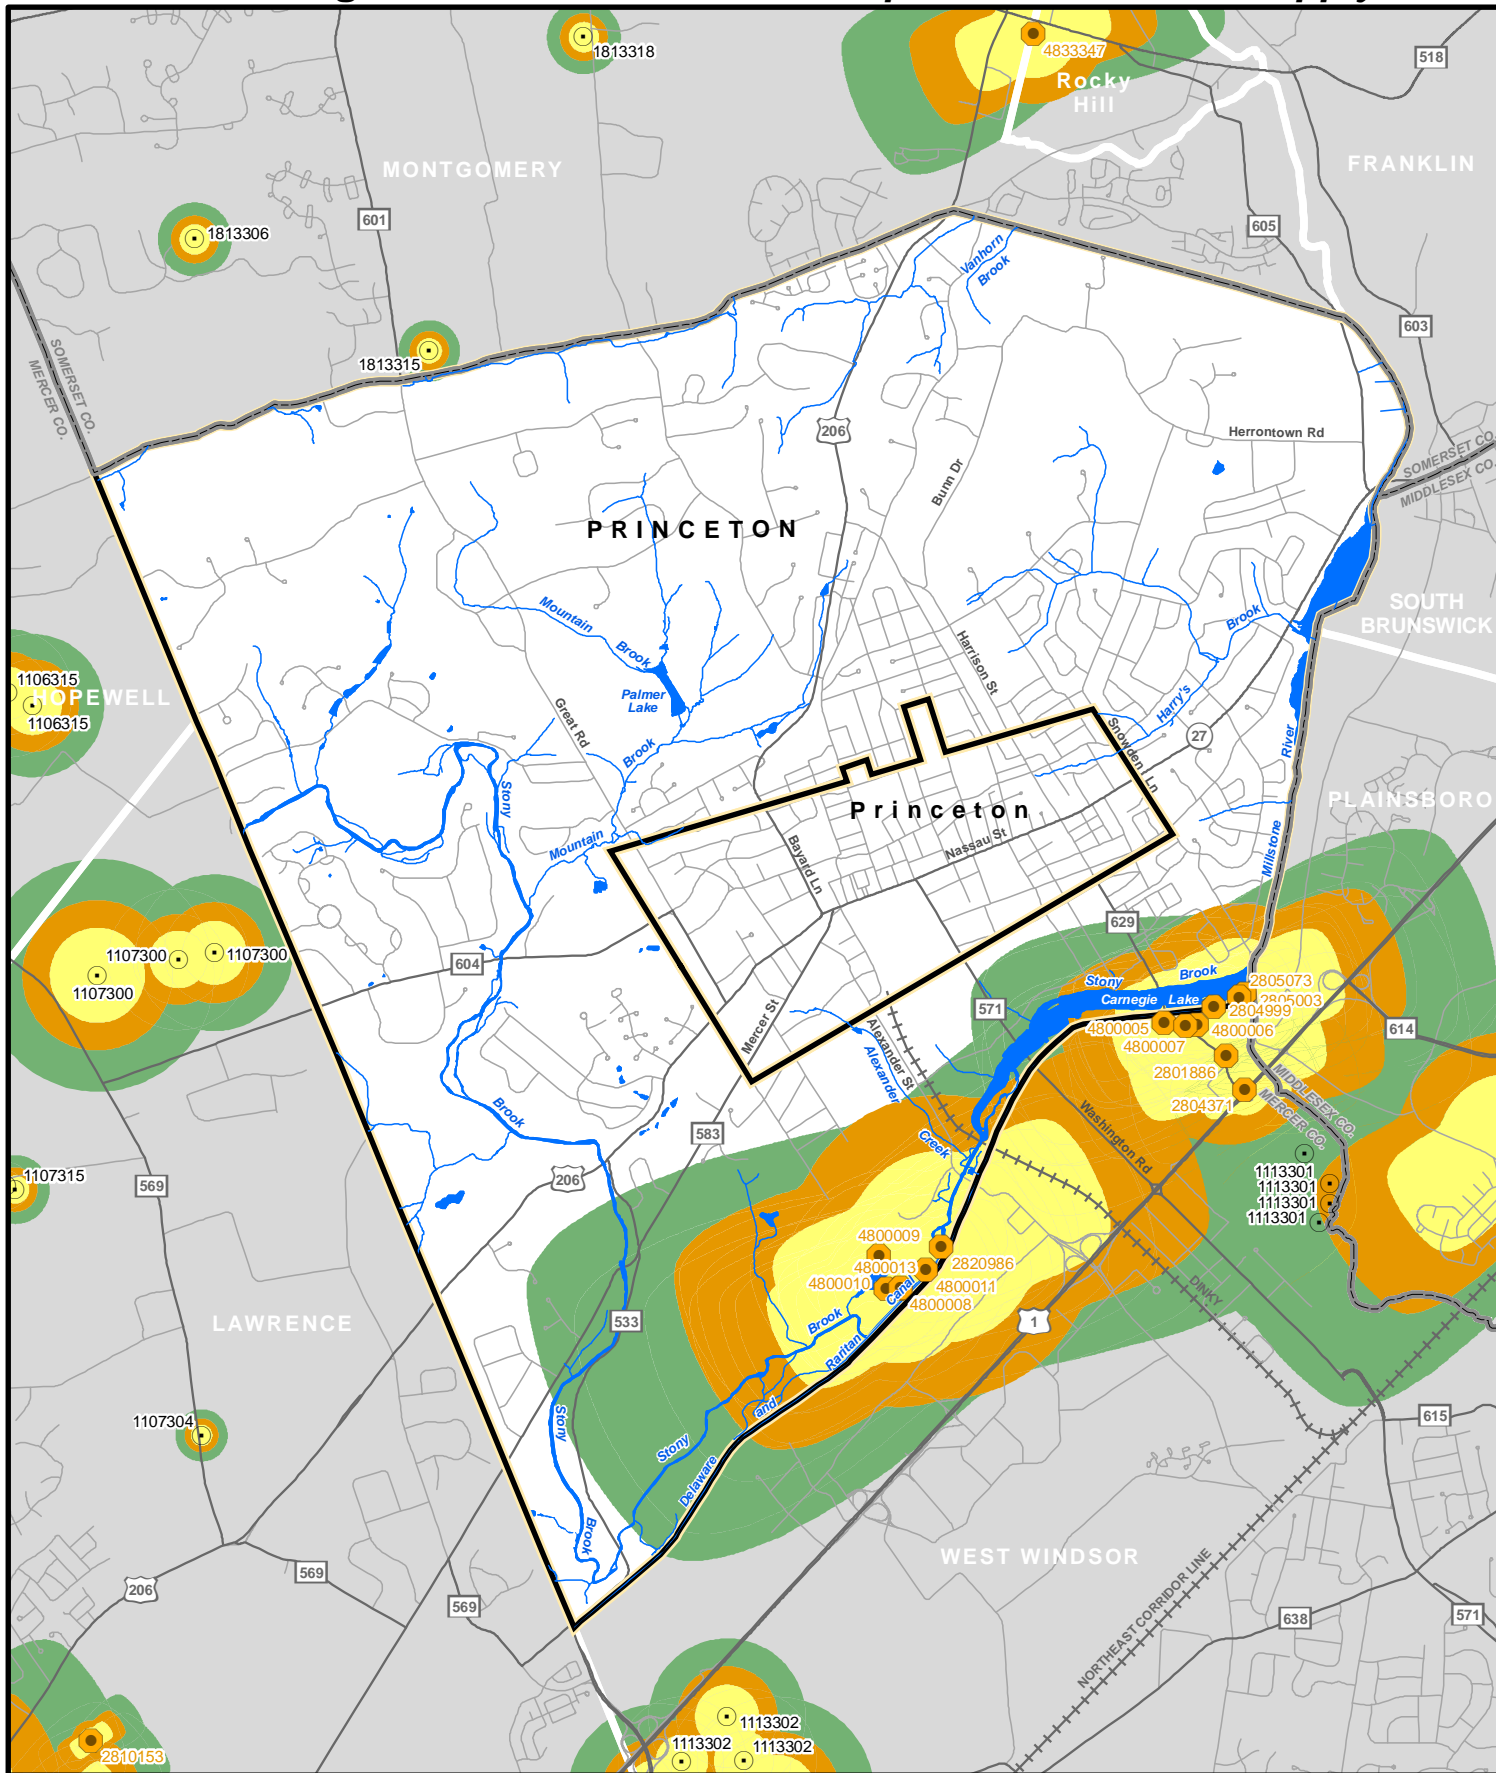 1813318
4833347
Rocky
Hill
518
MONTGOMERY
FRANKLIN
601
1813306
605
Vanhorn
Brook
603
SOMERSET CO.
MERCER CO.
1813315
206
Herrontown Rd
SOMERSET CO.
MIDDLESEX CO.
Bunn Dr
PRINCETON
Mountain
Brook
SOUTH
BRUNSWICK
Brook
Harrison St
1106315
HOPEWELL
1106315
Palmer
Lake
Great Rd
Harry's
Snowden Ln
27
River
Brook
Stony
PLAINSBORO
Princeton
Mountain
Bayard Ln
Nassau St
Millstone
629
1107300
1107300
1107300
604
Stony
Brook
Carnegie Lake
2805073
2805003
2804999
571
4800005
4800006
4800007
614
Mercer St
Alexander St
Alexander
Creek
2801886
2804371
MIDDLESEX CO.
MERCER CO.
Washington Rd
Brook
583
206
1107315
569
1113301
1113301
1113301
1113301
4800009
2820986
4800013
4800010
4800011
4800008
Canal
DINKY
LAWRENCE
533
Brook
Raritan
1
and
1107304
Stony
Stony
Delaware
615
Brook
WEST WINDSOR
206
569
569
NORTHEAST CORRIDOR LINE
638
571
1113302
1113302
1113302
2810153